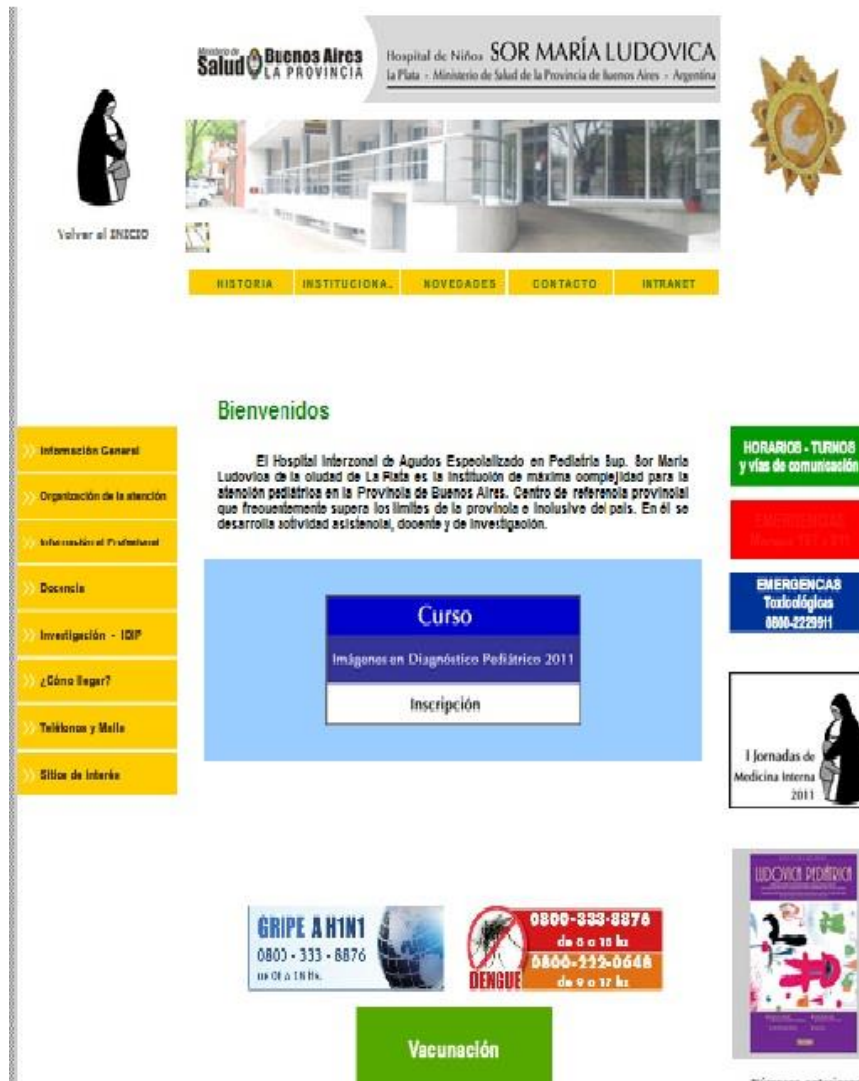 Ministerio de
Salud
Buenos Aires
LA PROVINCIA
Hospital de Niños SOR MARÍA LUDOVICA
La Plata - Ministerio de Salud de la Provincia de Buenos Aires - Argentina
Volver al INICIO
HISTORIA
INSTITUCIONA..
NOVEDADES
CONTACTO
INTRANET
Bienvenidos
El Hospital Interzonal de Agudos Especializado en Pediatría Sup. Sor María
Ludovica de la ciudad de La Plata es la institución de máxima complejidad para la
atención pediátrica en la Provincia de Buenos Aires. Centro de referencia provincial
que frecuentemente supera los límites de la provincia e inclusive del país. En él se
desarrolla actividad asistencial, docente y de investigación.
>> Información General
>> Organización de la atención
>> Información al Profesional
>> Docencia
>> Investigación - IDIP
>> ¿Cómo llegar?
>> Teléfonos y Mails
>> Sitios de interés
Curso
Imágenes en Diagnóstico Pediátrico 2011
Inscripción
HORARIOS - TURNOS
y vías de comunicación
EMERGENCIAS
EMERGENCIAS
Toxicológicas
0800-2229911
I Jornadas de
Medicina Interna
2011
LUDOVICA PEDIÁTRICA
GRIPE A H1N1
0800 - 333 - 8876
DENGUE
0800-333-8876
0800-222-0648
de 9 a 17 hs
Vacunación